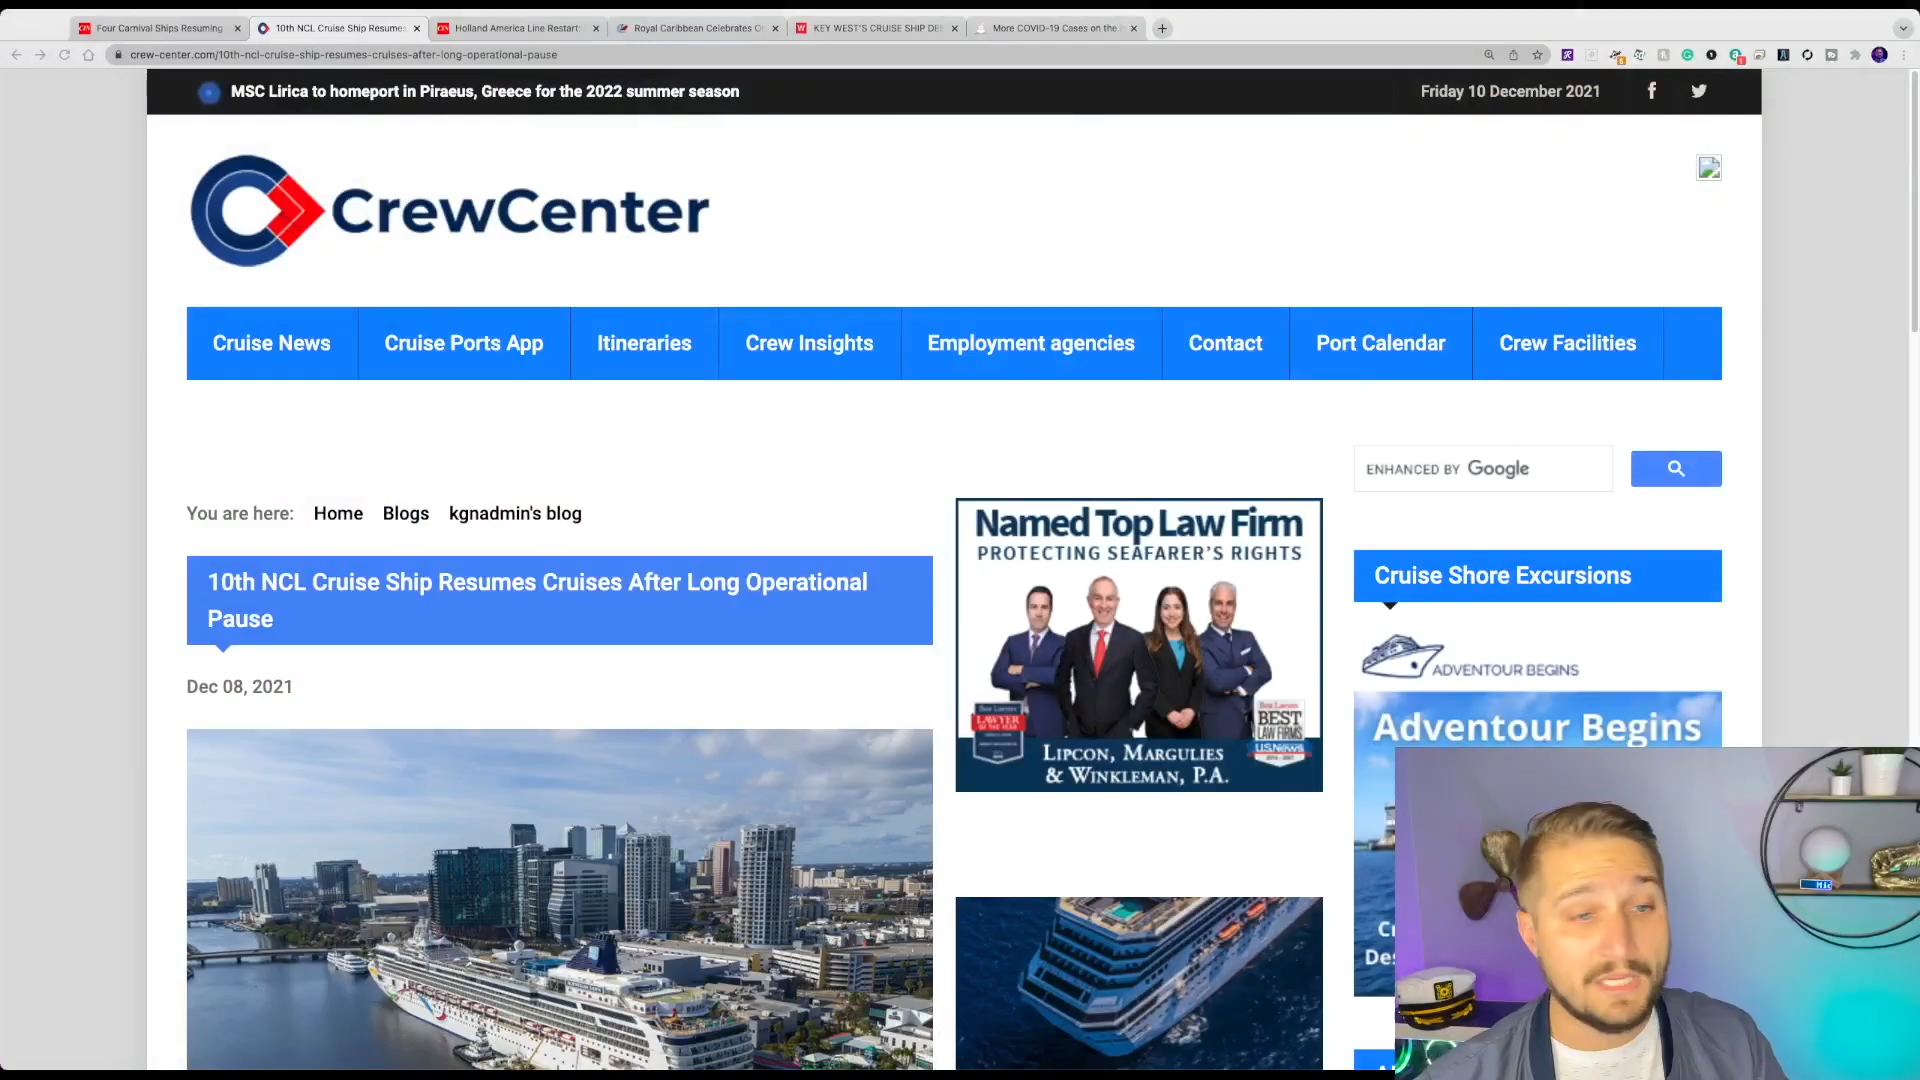 Four Carnival Ships Resuming
10th NCL Cruise Ship Resumes
Holland America Line Restart
Royal Caribbean Celebrates O
KEY WEST'S CRUISE SHIP DE
More COVID-19 Cases on the
crew-center.com/10th-ncl-cruise-ship-resumes-cruises-after-long-operational-pause
MSC Lirica to homeport in Piraeus, Greece for the 2022 summer season
Friday 10 December 2021
CrewCenter
Cruise News
Cruise Ports App
Itineraries
Crew Insights
Employment agencies
Contact
Port Calendar
Crew Facilities
ENHANCED BY Google
You are here: Home Blogs kgnadmin's blog
10th NCL Cruise Ship Resumes Cruises After Long Operational
Pause
Dec 08, 2021
Named Top Law Firm
PROTECTING SEAFARER'S RIGHTS
LAWYER
BEST
LAW FIRMS
U.S.News
LIPCON, MARGULIES
& WINKLEMAN, P.A.
Cruise Shore Excursions
ADVENTOUR BEGINS
Adventour Begins